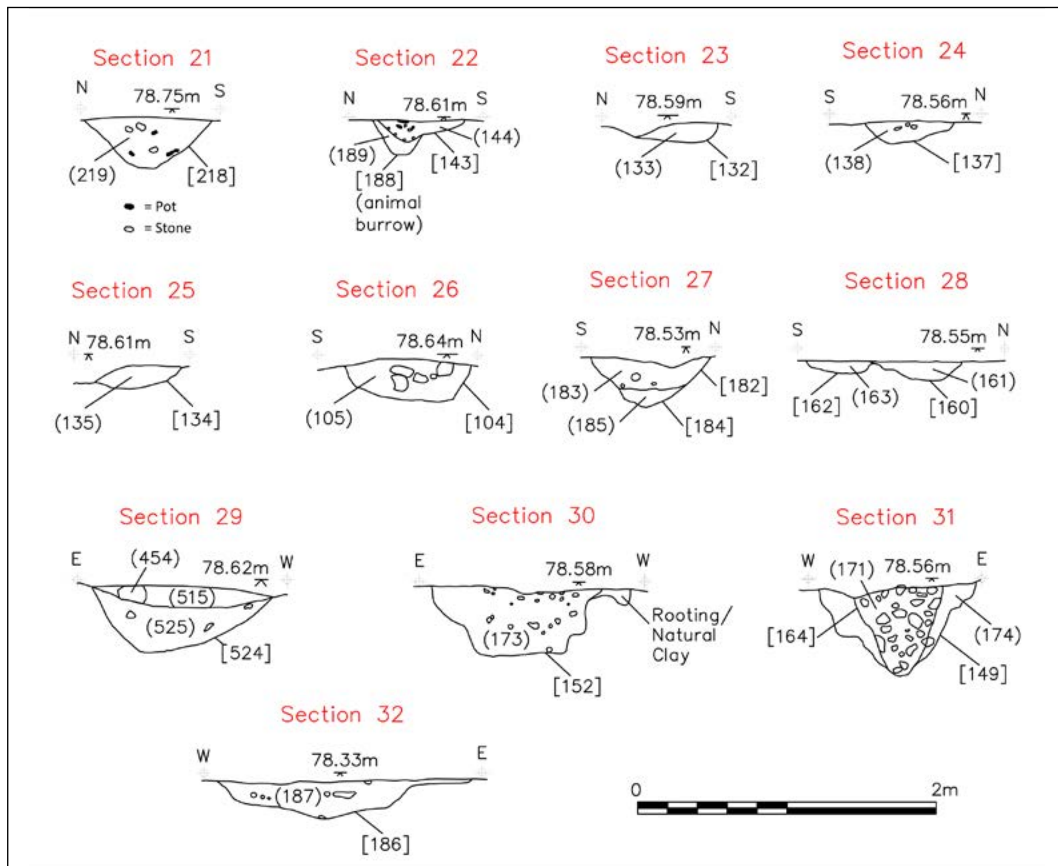 Section 21
N
78.75m
S
(219)
[218]
= Pot
= Stone
Section 22
N
78.61m
S
(189)
[188]
(animal
burrow)
[143]
(144)
Section 23
N
78.59m
S
(133)
[132]
Section 24
S
78.56m
N
(138)
[137]
Section 25
N
78.61m
S
(135)
[134]
Section 26
S
78.64m
N
(105)
[104]
Section 27
S
78.53m
N
(183)
[182]
(185)
[184]
Section 28
S
78.55m
N
[162]
(163)
[160]
(161)
Section 29
E
(454)
78.62m
W
(515)
(525)
[524]
Section 30
E
78.58m
W
(173)
[152]
Rooting/
Natural
Clay
Section 31
W
(171)
78.56m
E
[164]
(174)
[149]
Section 32
W
78.33m
E
(187)
[186]
0
2m